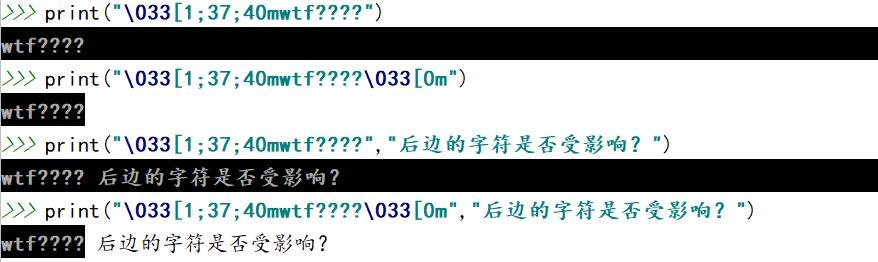 >>> print("\033[1;37;40mwtf????")
wtf????
>>> print("\033[1;37;40mwtf????\033[0m")
wtf????
>>> print("\033[1;37;40mwtf????","后边的字符是否受影响？")
wtf???? 后边的字符是否受影响？
>>> print("\033[1;37;40mwtf????\033[0m","后边的字符是否受影响？")
wtf???? 后边的字符是否受影响？